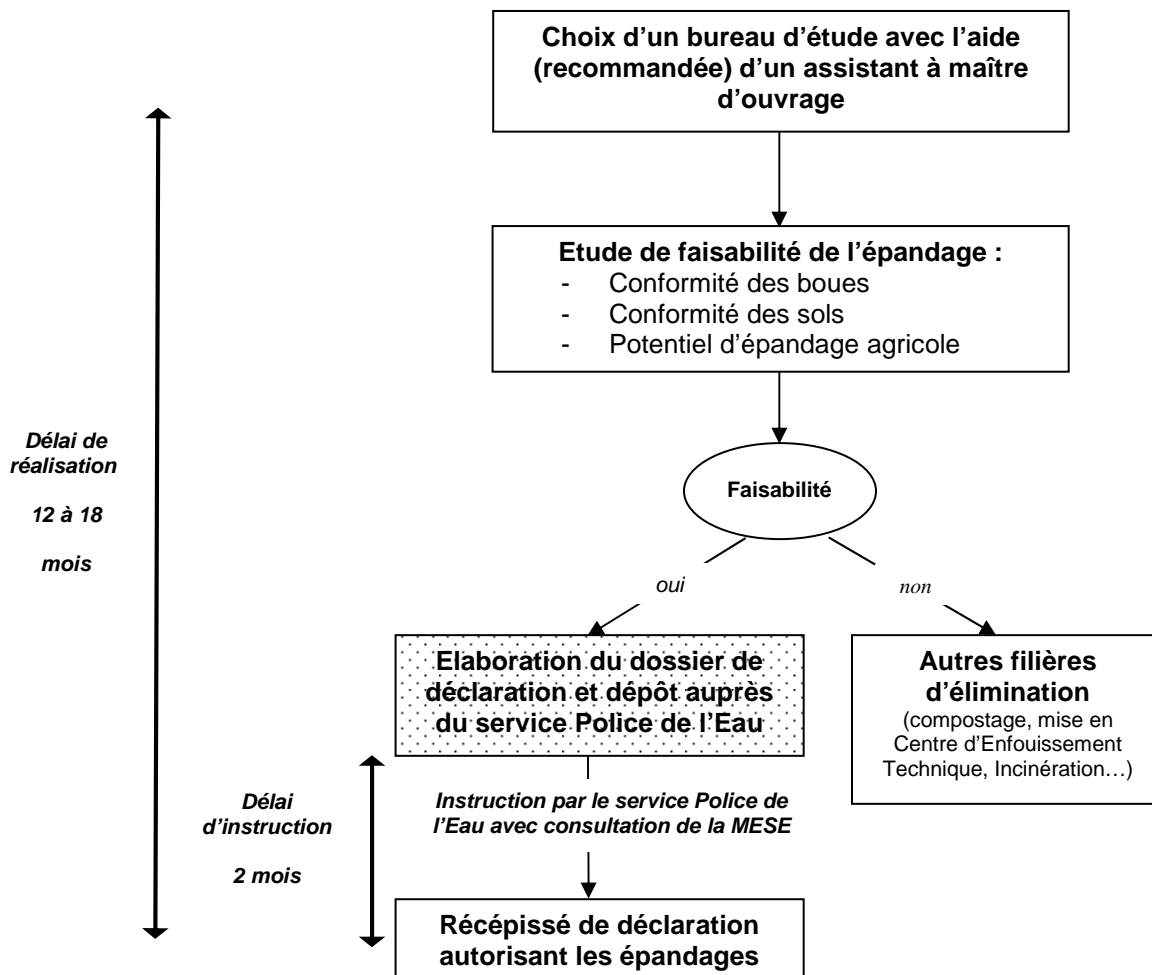 Choix d’un bureau d’étude avec l’aide
(recommandée) d’un assistant à maître
d’ouvrage
Etude de faisabilité de l’épandage :
- Conformité des boues
- Conformité des sols
- Potentiel d’épandage agricole
Délai de
réalisation
12 à 18
mois
Faisabilité
oui
non
Elaboration du dossier de
déclaration et dépôt auprès
du service Police de l’Eau
Autres filières
d’élimination
(compostage, mise en
Centre d’Enfouissement
Technique, Incinération…)
Délai
d’instruction
2 mois
Instruction par le service Police de
l’Eau avec consultation de la MESE
Récépissé de déclaration
autorisant les épandages